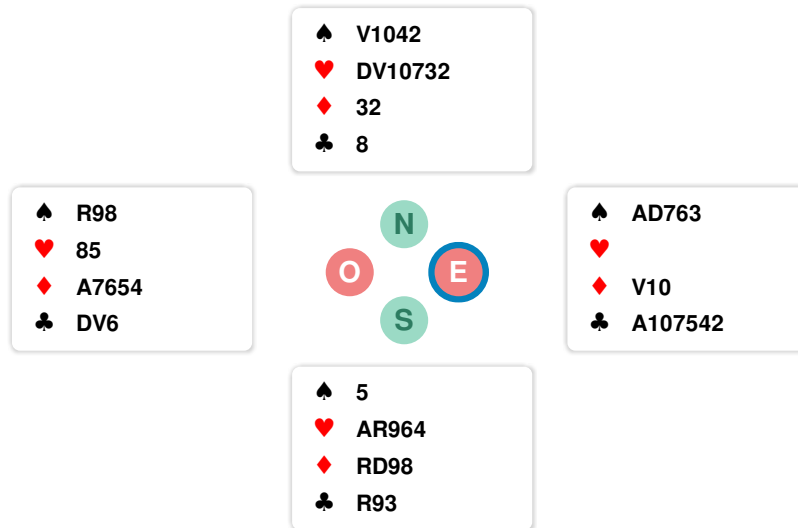 ♠ V1042
♥ DV10732
♦ 32
♣ 8
♠ R98
♥ 85
♦ A7654
♣ DV6
N
O
E
S
♠ AD763
♥
♦ V10
♣ A107542
♠ 5
♥ AR964
♦ RD98
♣ R93